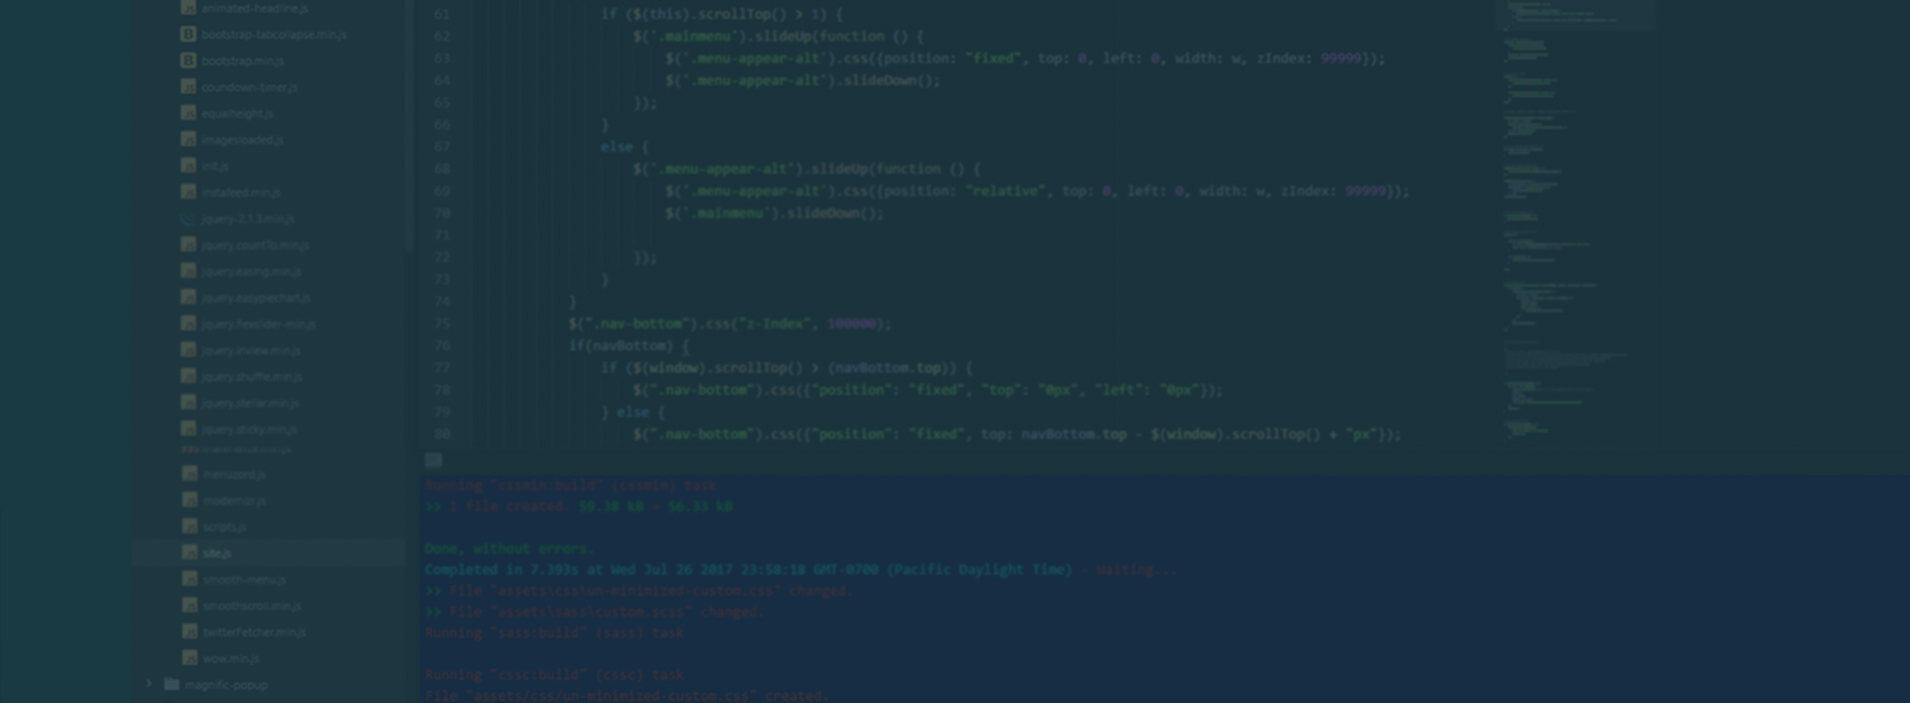 animated-headline.js
bootstrap-tabcollapse.min.js
bootstrap.min.js
coundown-timer.js
equalheight.js
imagesloaded.js
init.js
instafeed.min.js
jquery-2.1.3.min.js
jquery.countTo.min.js
jquery.easing.min.js
jquery.easypiechart.js
jquery.flexslider-min.js
jquery.inview.min.js
jquery.shuffle.min.js
jquery.stellar.min.js
jquery.sticky.min.js
menuzord.js
modernizr.js
scripts.js
site.js
smooth-menu.js
smoothscroll.min.js
twitterFetcher.min.js
wow.min.js
magnific-popup
61 if ($(this).scrollTop() > 1) {
62 $('.mainmenu').slideUp(function () {
63 $('.menu-appear-alt').css({position: "fixed", top: 0, left: 0, width: w, zIndex: 99999});
64 $('.menu-appear-alt').slideDown();
65 });
66 }
67 else {
68 $('.menu-appear-alt').slideUp(function () {
69 $('.menu-appear-alt').css({position: "relative", top: 0, left: 0, width: w, zIndex: 99999});
70 $('.mainmenu').slideDown();
71
72 });
73 }
74 }
75 $(".nav-bottom").css("z-index", 100000);
76 if(navBottom) {
77 if ($(window).scrollTop() > (navBottom.top)) {
78 $(".nav-bottom").css({"position": "fixed", "top": "0px", "left": "0px"});
79 } else {
80 $(".nav-bottom").css({"position": "fixed", top: navBottom.top - $(window).scrollTop() + "px"});
Running "cssmin:build" (cssmin) task
>> 1 file created. 59.38 kB → 56.33 kB
Done, without errors.
Completed in 7.393s at Wed Jul 26 2017 23:58:18 GMT-0700 (Pacific Daylight Time) - Waiting...
>> File "assets\css\un-minimized-custom.css" changed.
>> File "assets\sass\custom.scss" changed.
Running "sass:build" (sass) task
Running "cssc:build" (cssc) task
File "assets/css/un-minimized-custom.css" created.